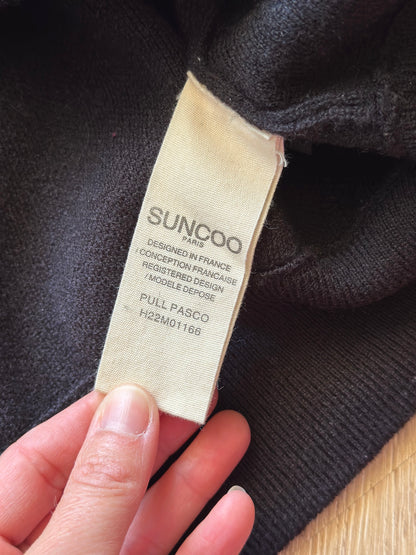 SUNCOO
PARIS
DESIGNED IN FRANCE
/ CONCEPTION FRANCAISE
REGISTERED DESIGN
/ MODELE DEPOSE
PULL PASCO
H22M01166